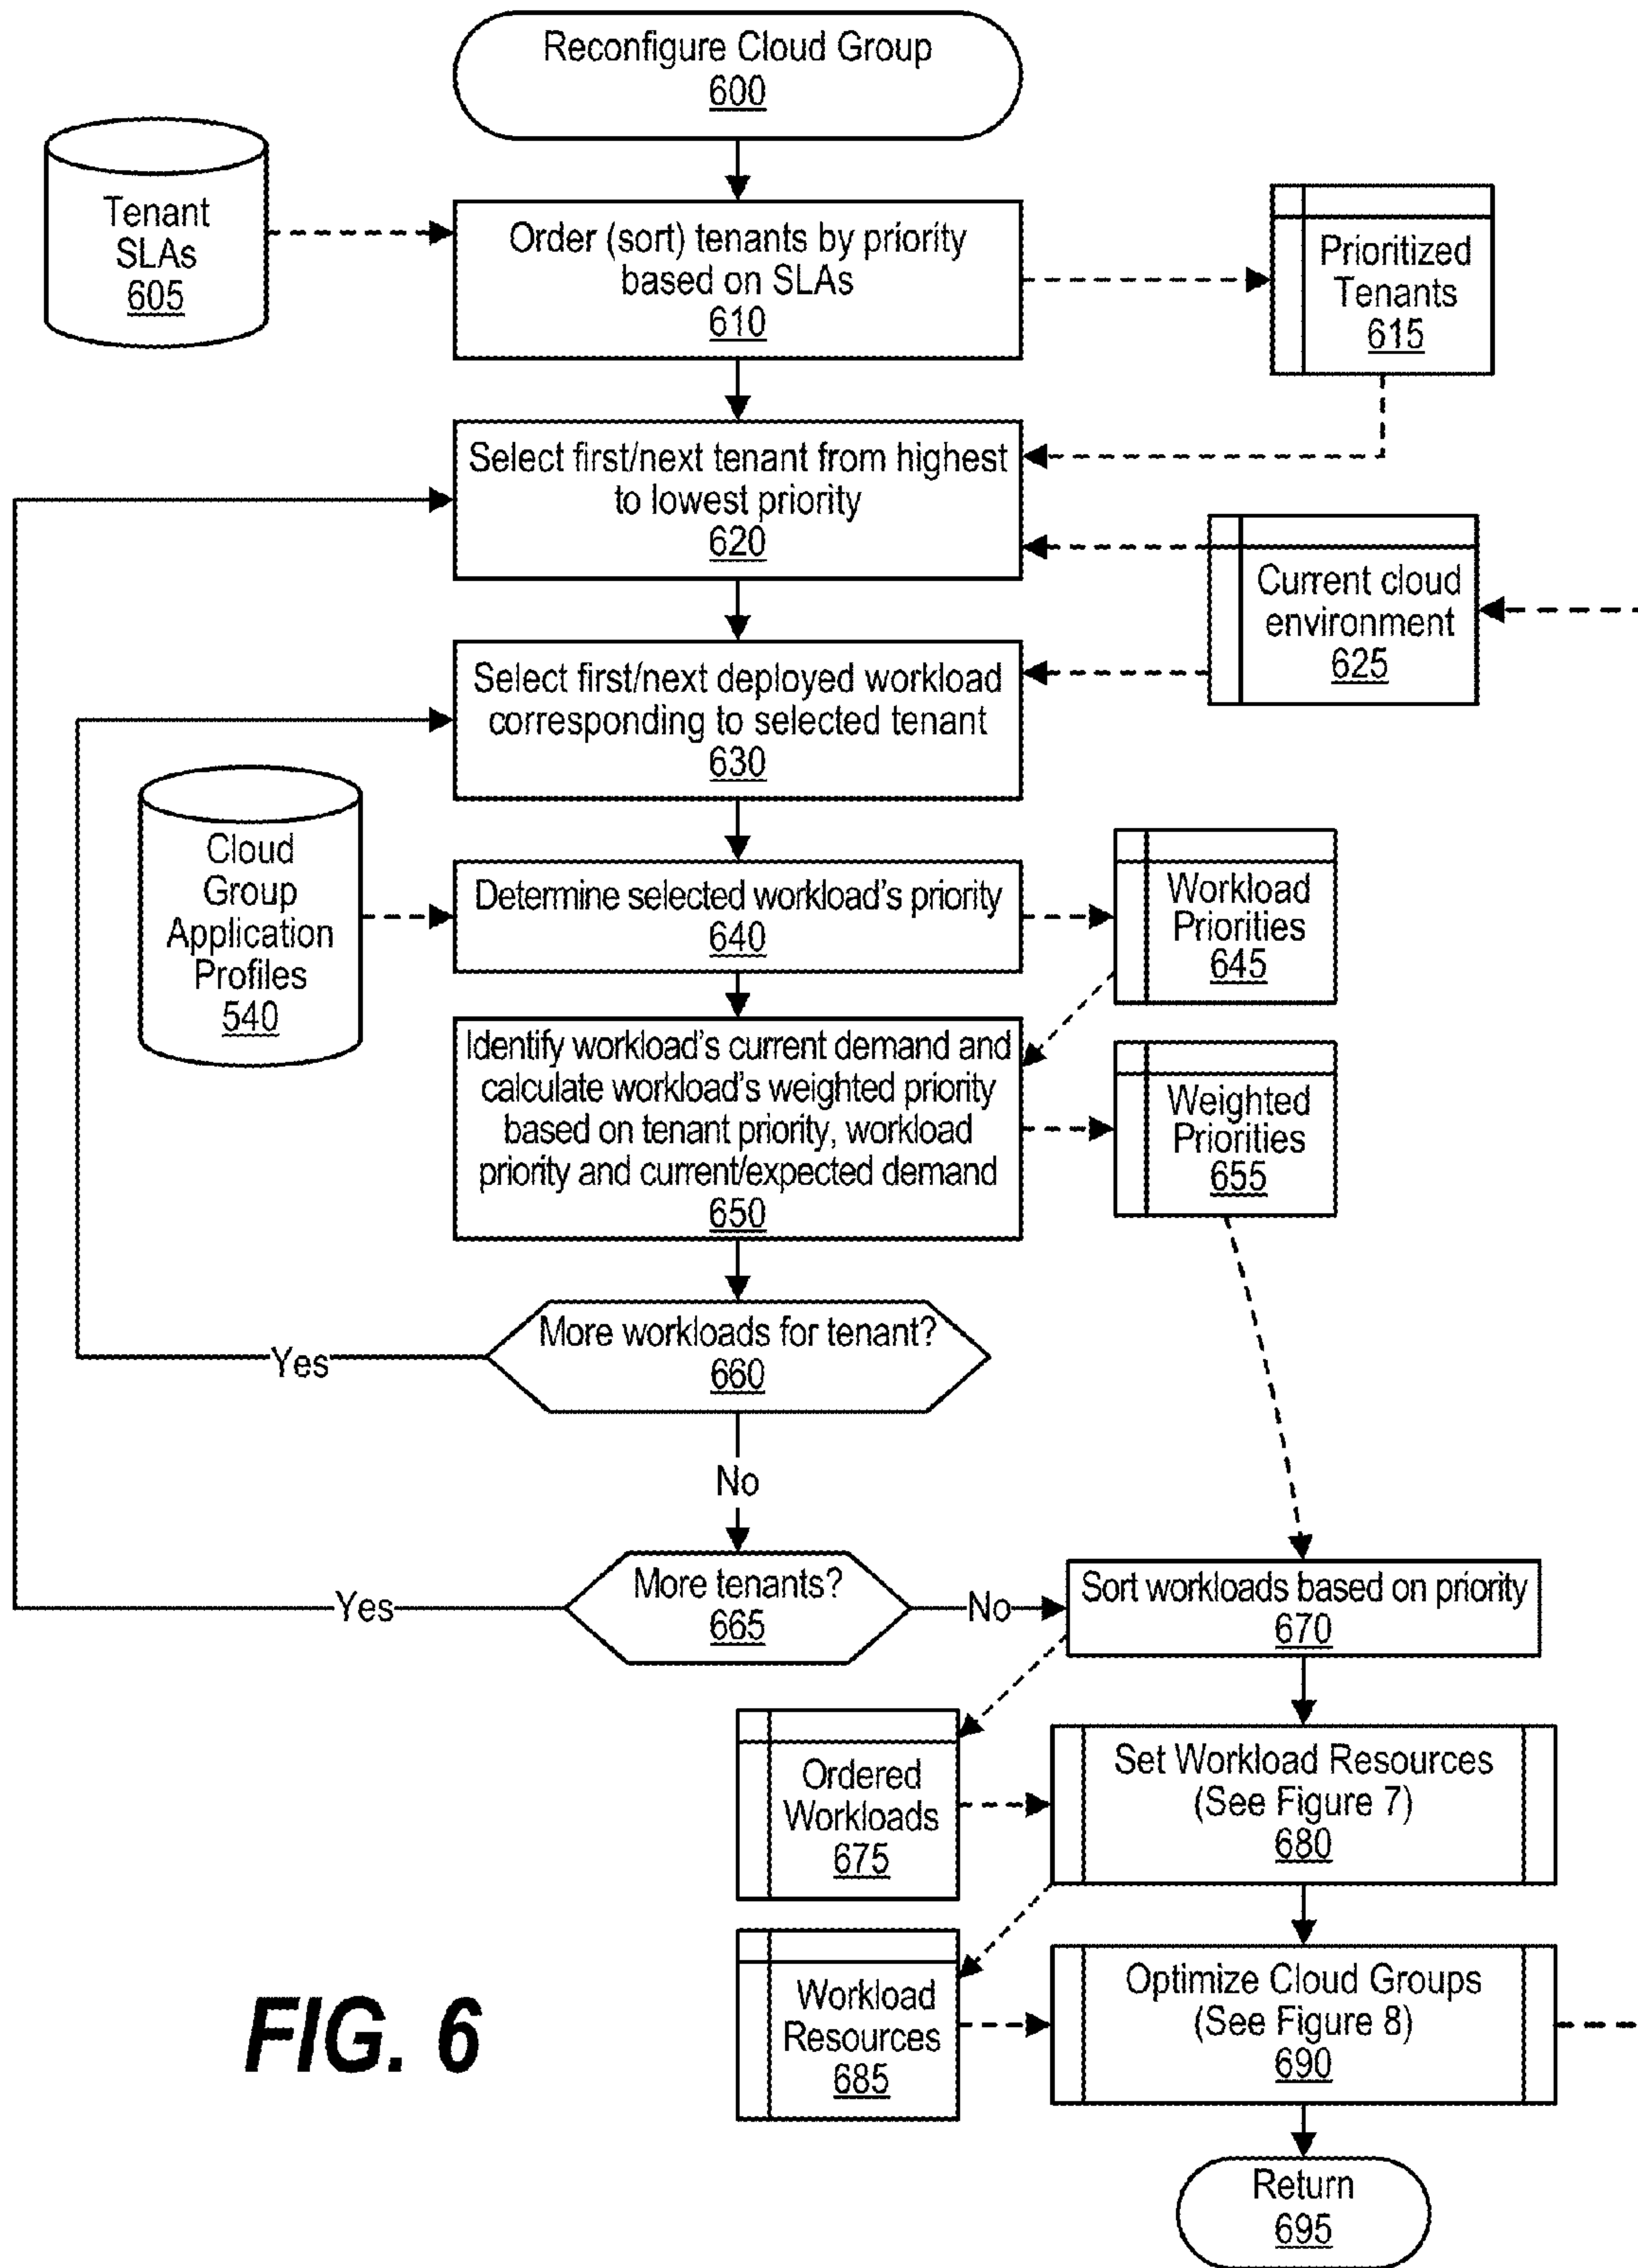 Reconfigure Cloud Group
600
Tenant
SLAs
605
Order (sort) tenants by priority
based on SLAs
610
Prioritized
Tenants
615
Select first/next tenant from highest
to lowest priority
620
Current cloud
environment
625
Select first/next deployed workload
corresponding to selected tenant
630
Cloud
Group
Application
Profiles
540
Determine selected workload's priority
640
Workload
Priorities
645
Identify workload's current demand and
calculate workload's weighted priority
based on tenant priority, workload
priority and current/expected demand
650
Weighted
Priorities
655
More workloads for tenant?
660
Yes
No
More tenants?
665
Yes
No
Sort workloads based on priority
670
Ordered
Workloads
675
Set Workload Resources
(See Figure 7)
680
Workload
Resources
685
Optimize Cloud Groups
(See Figure 8)
690
FIG. 6
Return
695